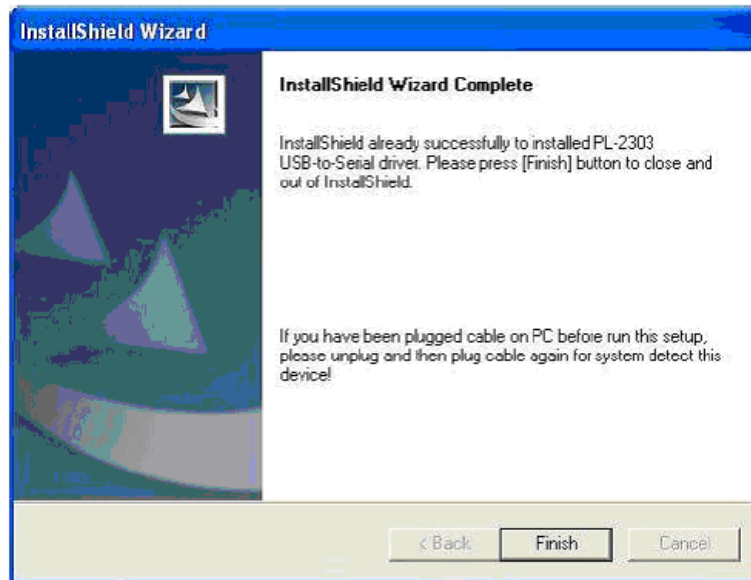 InstallShield Wizard
InstallShield Wizard Complete
InstallShield already successfully to installed PL-2303
USB-to-Serial driver. Please press [Finish] button to close and
out of InstallShield.
If you have been plugged cable on PC before run this setup,
please unplug and then plug cable again for system detect this
device!
< Back
Finish
Cancel